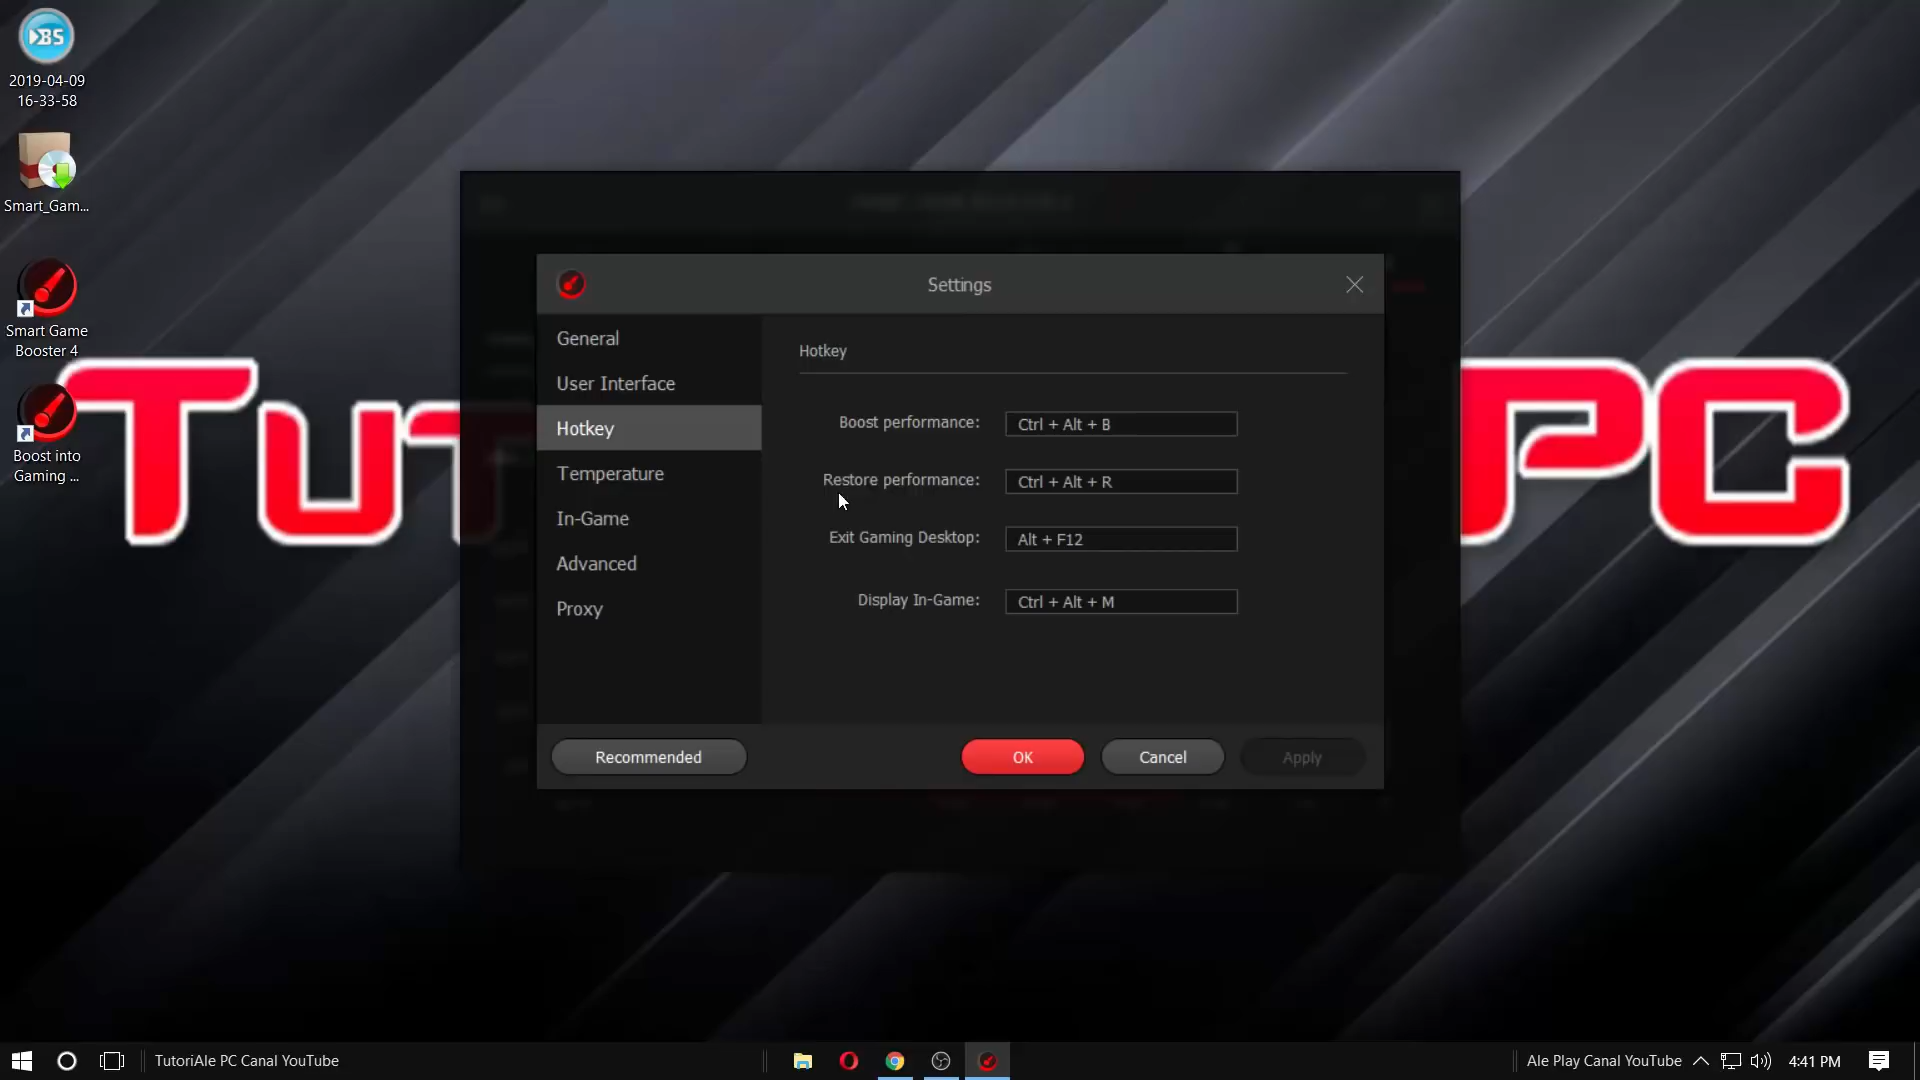 2019-04-09
16-33-58
Smart_Gam...
Smart Game
Booster 4
Boost into
Gaming ...
Tut
PC
Settings
General
User Interface
Hotkey
Temperature
In-Game
Advanced
Proxy
Hotkey
Boost performance: Ctrl + Alt + B
Restore performance: Ctrl + Alt + R
Exit Gaming Desktop: Alt + F12
Display In-Game: Ctrl + Alt + M
Recommended
OK
Cancel
Apply
TutoriAle PC Canal YouTube
Ale Play Canal YouTube
4:41 PM